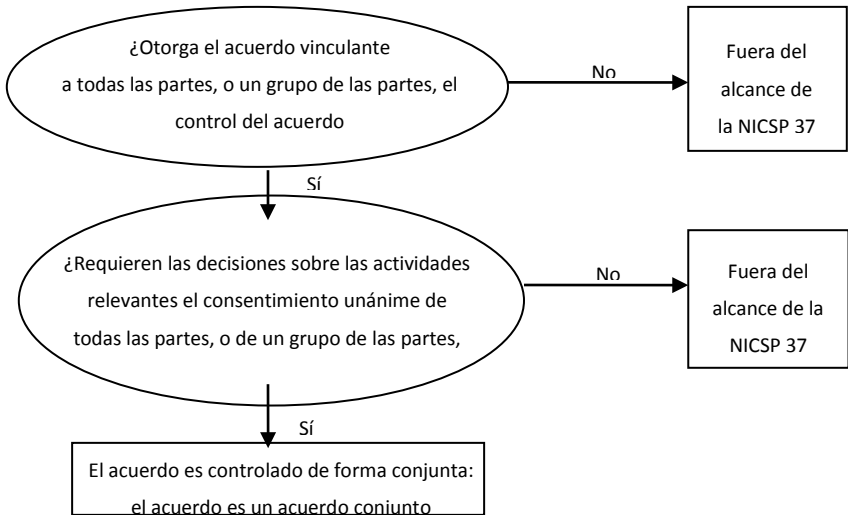 ¿Otorga el acuerdo vinculante
a todas las partes, o un grupo de las partes, el
control del acuerdo
No
Fuera del
alcance de
la NICSP 37
Sí
¿Requieren las decisiones sobre las actividades
relevantes el consentimiento unánime de
todas las partes, o de un grupo de las partes,
No
Fuera del
alcance de la
NICSP 37
Sí
El acuerdo es controlado de forma conjunta:
el acuerdo es un acuerdo conjunto